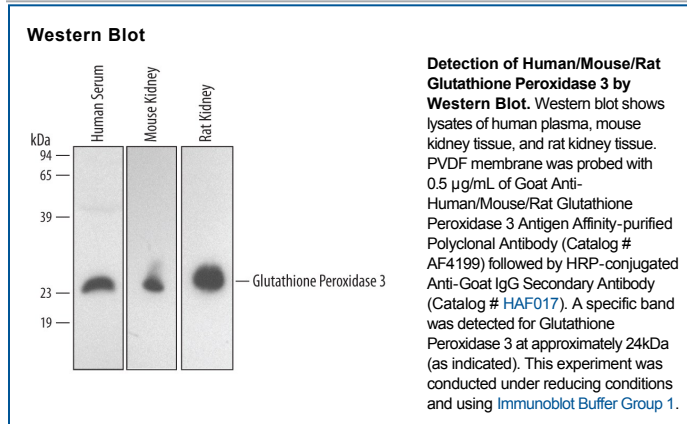 Western Blot
Human Serum
Mouse Kidney
Rat Kidney
kDa
94
65
39
23
19
Glutathione Peroxidase 3
Detection of Human/Mouse/Rat
Glutathione Peroxidase 3 by
Western Blot. Western blot shows
lysates of human plasma, mouse
kidney tissue, and rat kidney tissue.
PVDF membrane was probed with
0.5 µg/mL of Goat Anti-
Human/Mouse/Rat Glutathione
Peroxidase 3 Antigen Affinity-purified
Polyclonal Antibody (Catalog #
AF4199) followed by HRP-conjugated
Anti-Goat IgG Secondary Antibody
(Catalog # HAF017). A specific band
was detected for Glutathione
Peroxidase 3 at approximately 24kDa
(as indicated). This experiment was
conducted under reducing conditions
and using Immunoblot Buffer Group 1.